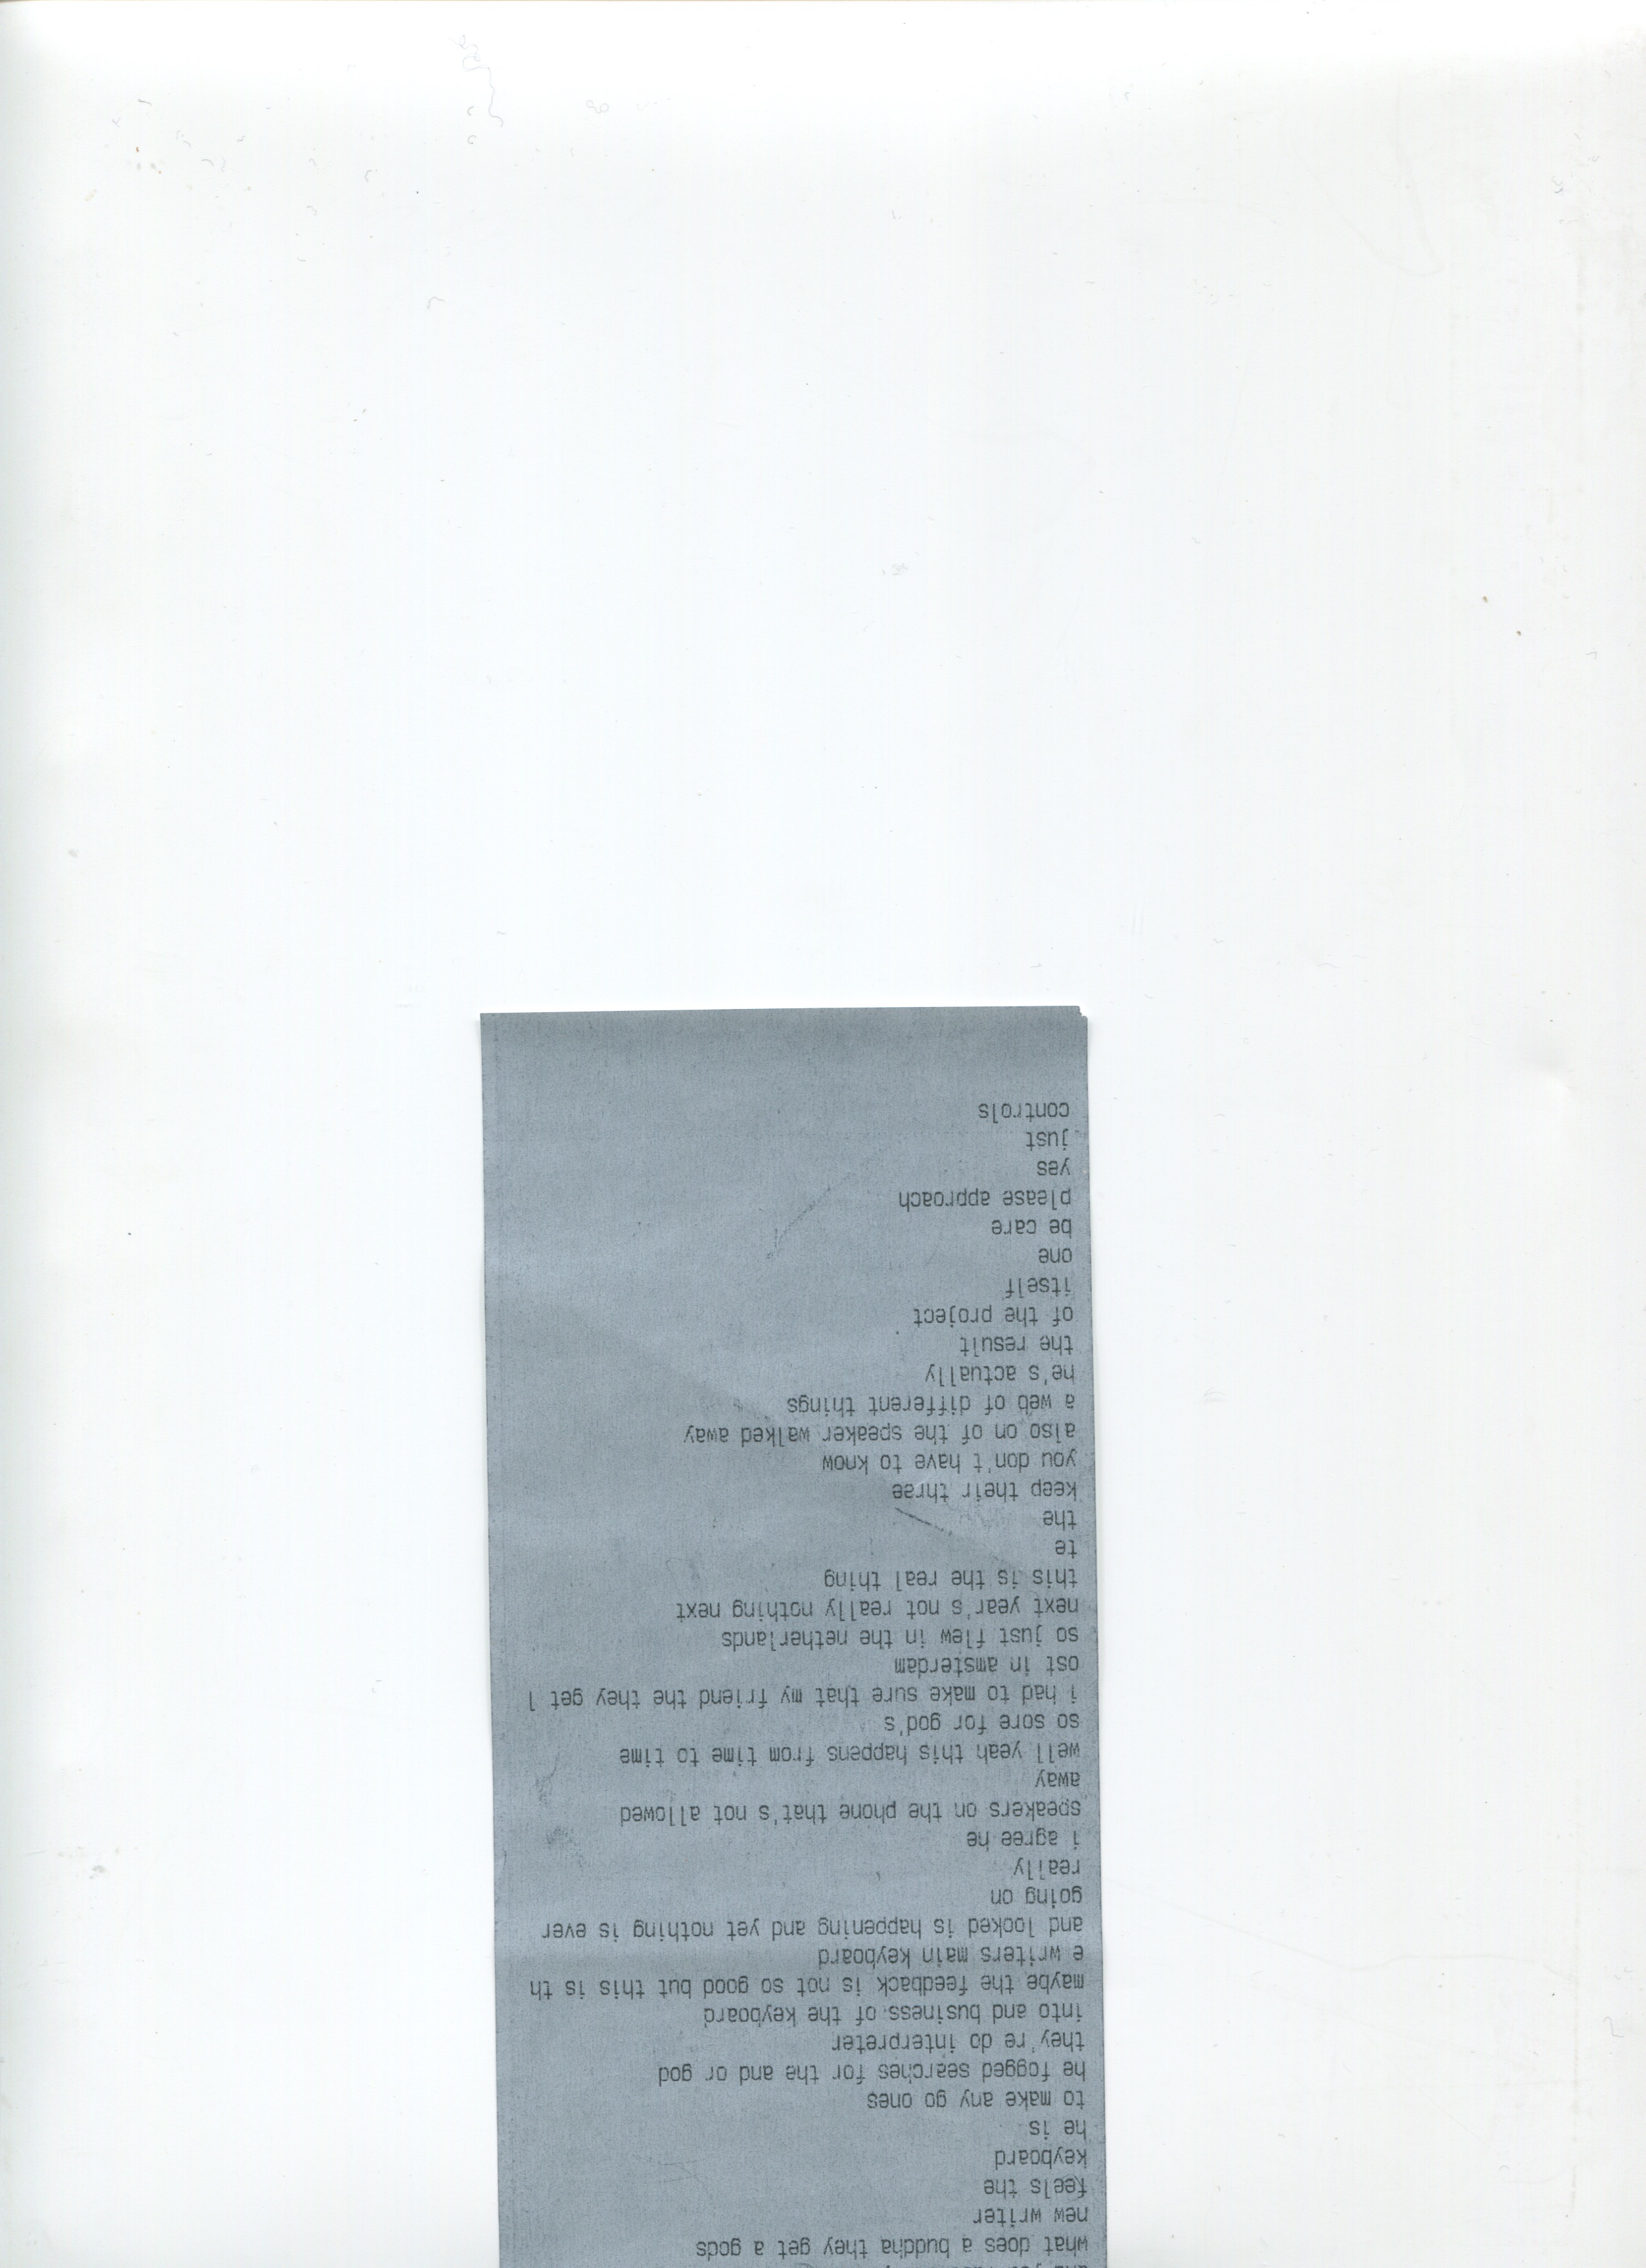 what does a buddha they get a gods
new writer
feels the
keyboard
he is
to make any go ones
he fogged searches for the and or god
they're do interpreter
into and business of the keyboard
maybe the feedback is not so good but this is th
e writers main keyboard
and looked is happening and yet nothing is ever
going on
really
i agree he
speakers on the phone that's not allowed
away
well yeah this happens from time to time
so sore for god's
i had to make sure that my friend the they get l
ost in amsterdam
so just flew in the netherlands
next year's not really nothing next
this is the real thing
te
the
keep their three
you don't have to know
also on of the speaker walked away
a web of different things
he's actually
the result
of the project
itself
one
be care
please approach
yes
just
controls